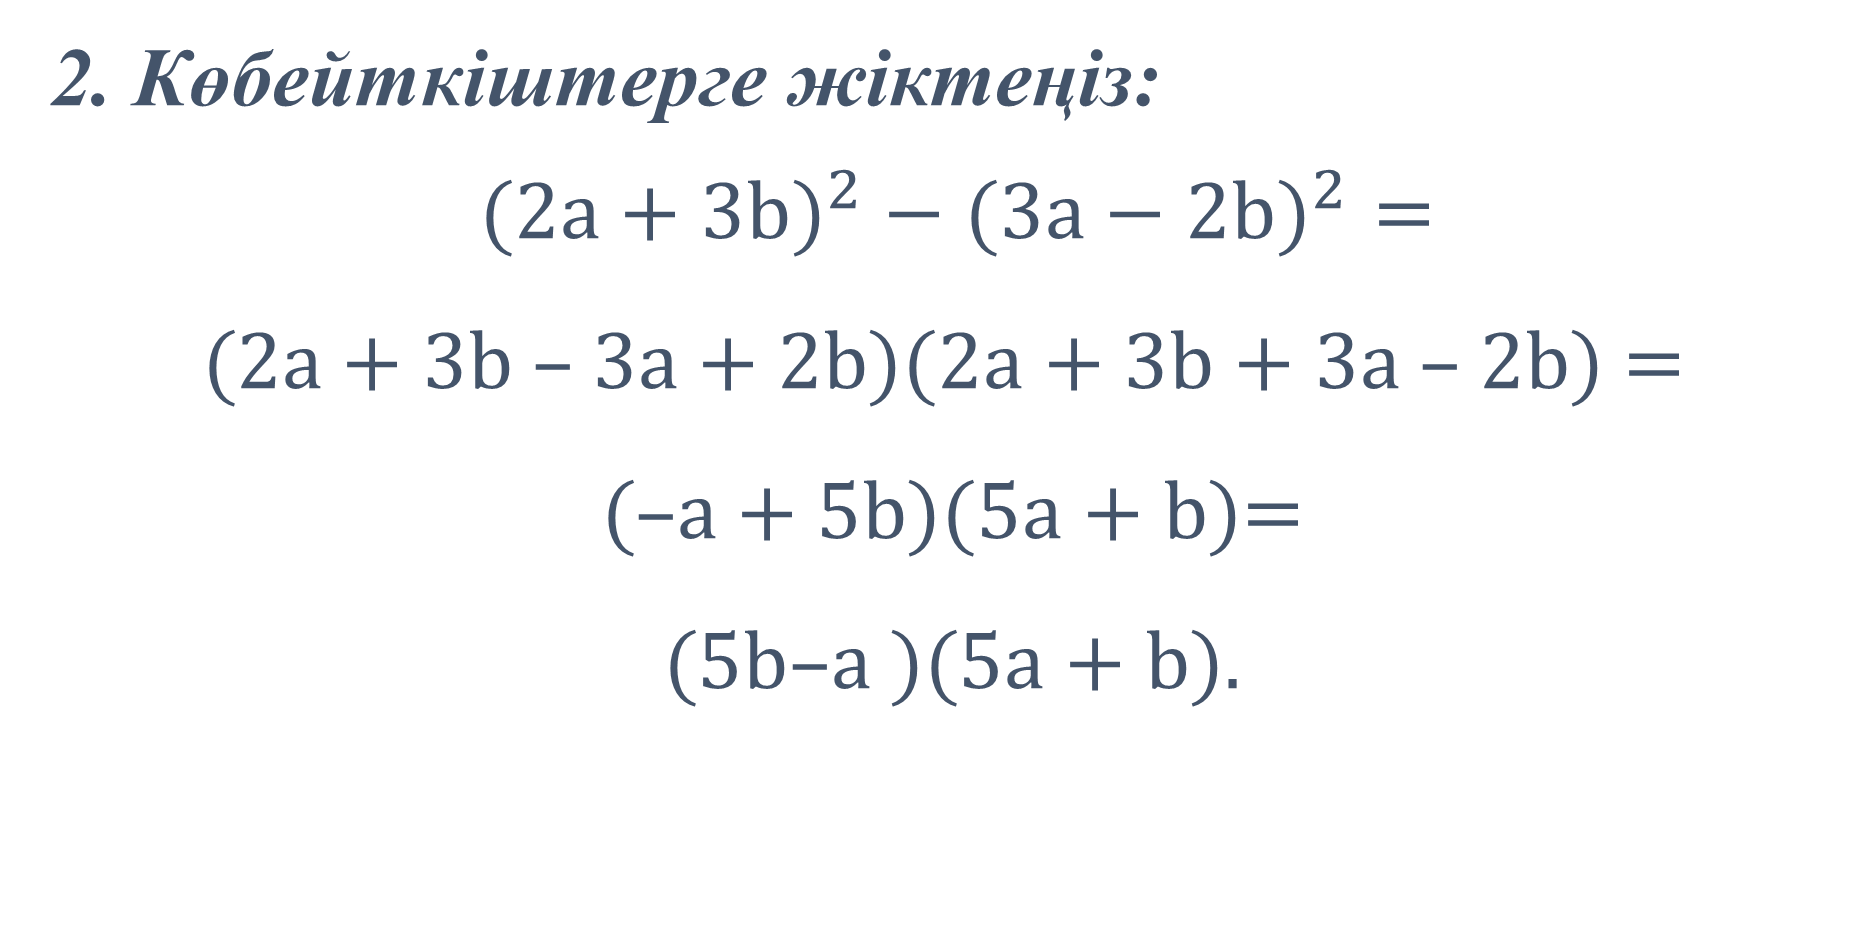 2. Көбейткіштерге жіктеңіз:
(2a + 3b)² − (3a − 2b)² =
(2a + 3b – 3a + 2b)(2a + 3b + 3a – 2b) =
(–a + 5b)(5a + b)=
(5b–a )(5a + b).